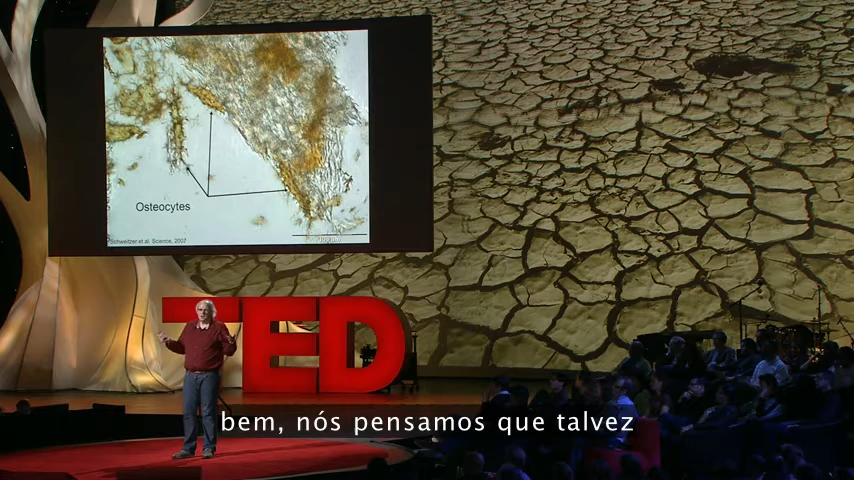 Osteocytes
Schweitzer et al. Science, 2007
TED
bem, nós pensamos que talvez